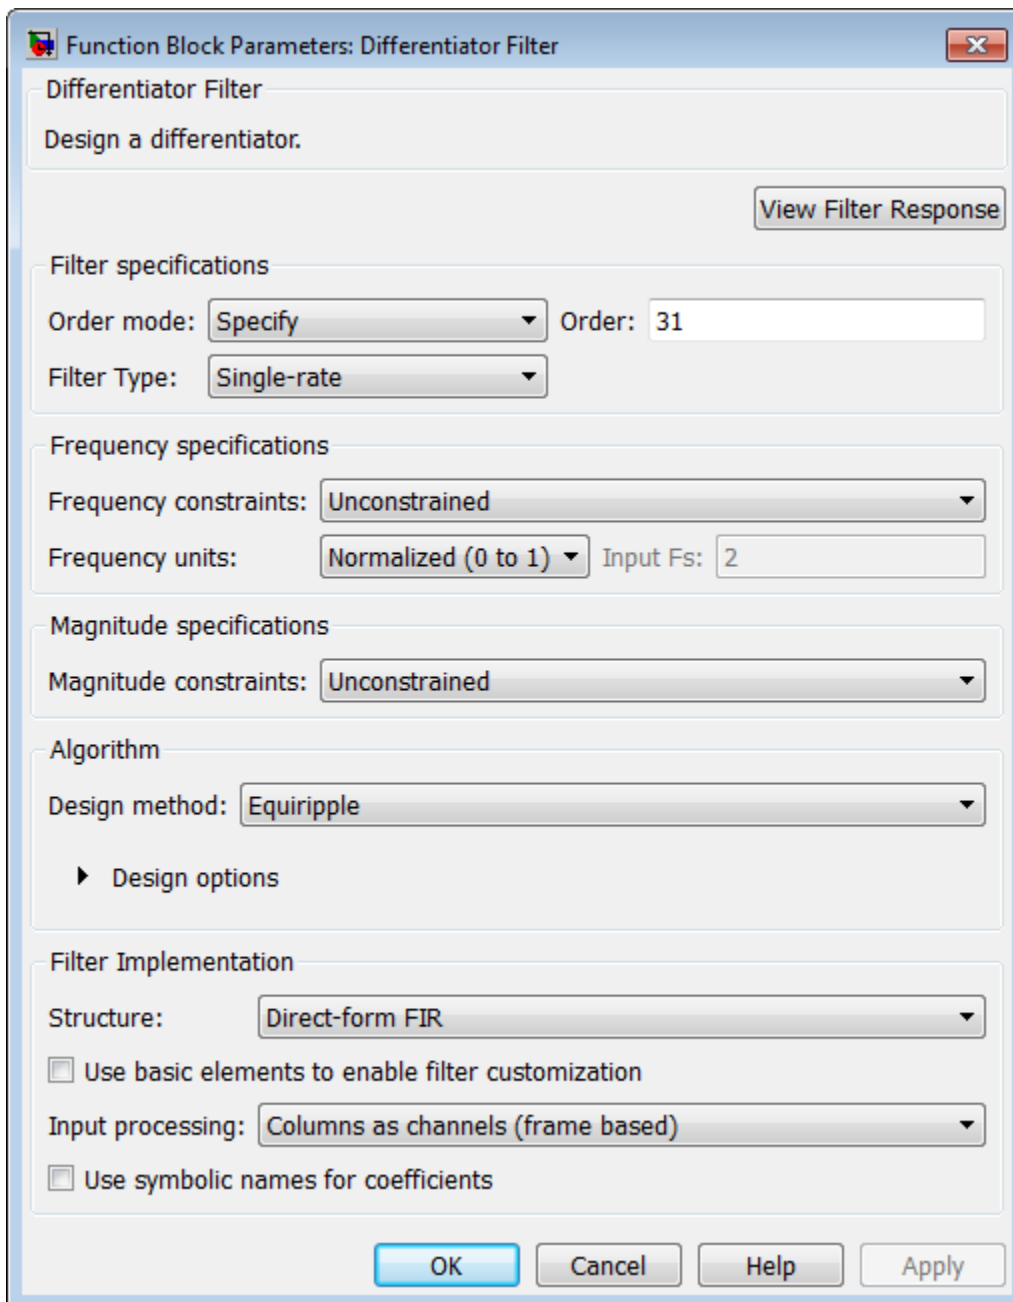 Function Block Parameters: Differentiator Filter
Differentiator Filter
Design a differentiator.
View Filter Response
Filter specifications
Order mode: Specify Order: 31
Filter Type: Single-rate
Frequency specifications
Frequency constraints: Unconstrained
Frequency units: Normalized (0 to 1) Input Fs: 2
Magnitude specifications
Magnitude constraints: Unconstrained
Algorithm
Design method: Equiripple
Design options
Filter Implementation
Structure: Direct-form FIR
Use basic elements to enable filter customization
Input processing: Columns as channels (frame based)
Use symbolic names for coefficients
OK Cancel Help Apply